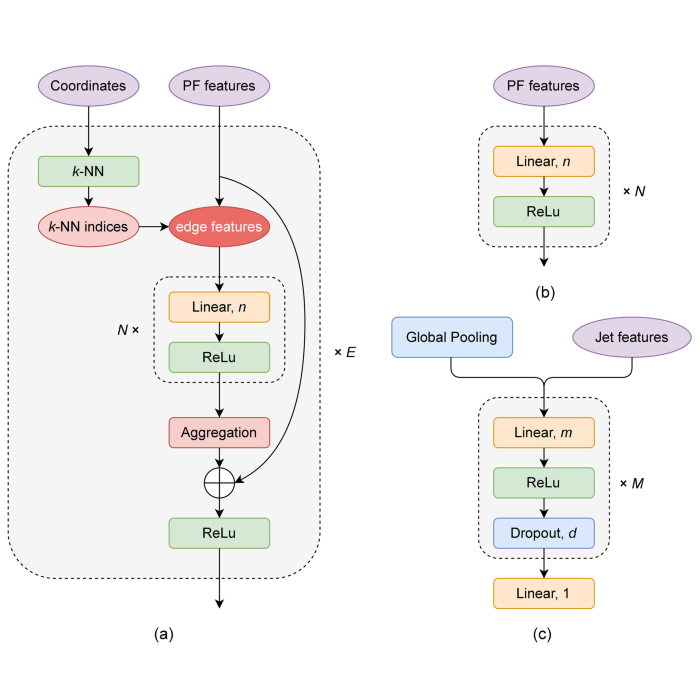 Coordinates
PF features
k-NN
k-NN indices
edge features
Linear, n
N ×
ReLu
× E
Aggregation
ReLu
(a)
PF features
Linear, n
× N
ReLu
(b)
Global Pooling
Jet features
Linear, m
ReLu
× M
Dropout, d
Linear, 1
(c)